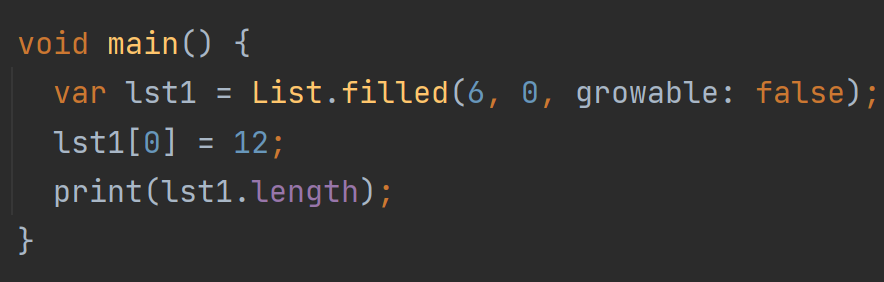 void main() {
  var lst1 = List.filled(6, 0, growable: false);
  lst1[0] = 12;
  print(lst1.length);
}